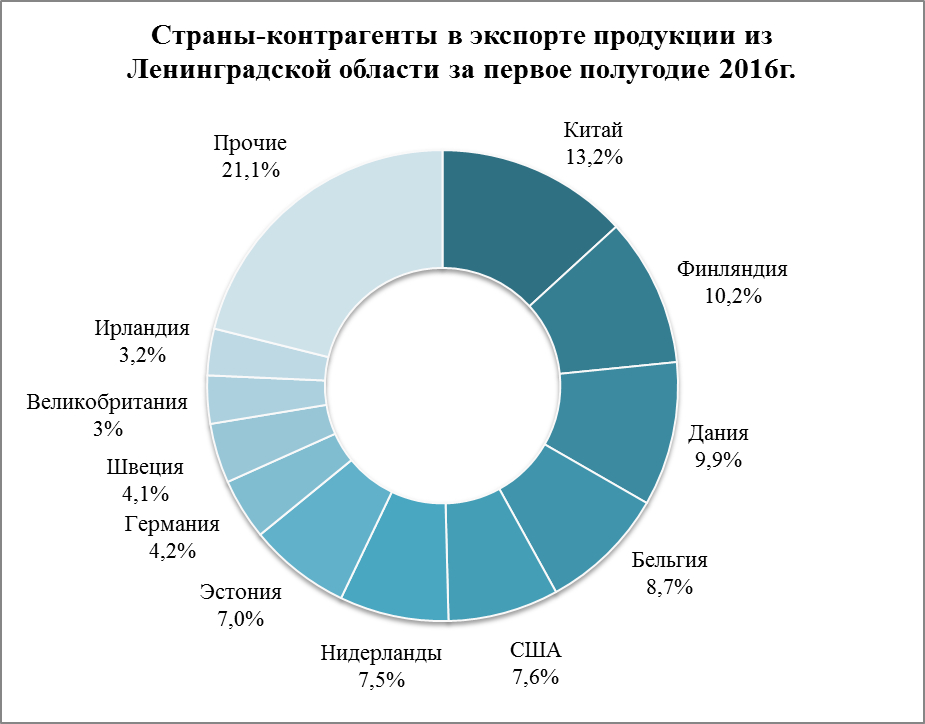 Страны-контрагенты в экспорте продукции из
Ленинградской области за первое полугодие 2016г.
Китай
13,2%
Финляндия
10,2%
Дания
9,9%
Бельгия
8,7%
США
7,6%
Нидерланды
7,5%
Эстония
7,0%
Германия
4,2%
Швеция
4,1%
Великобритания
3%
Ирландия
3,2%
Прочие
21,1%